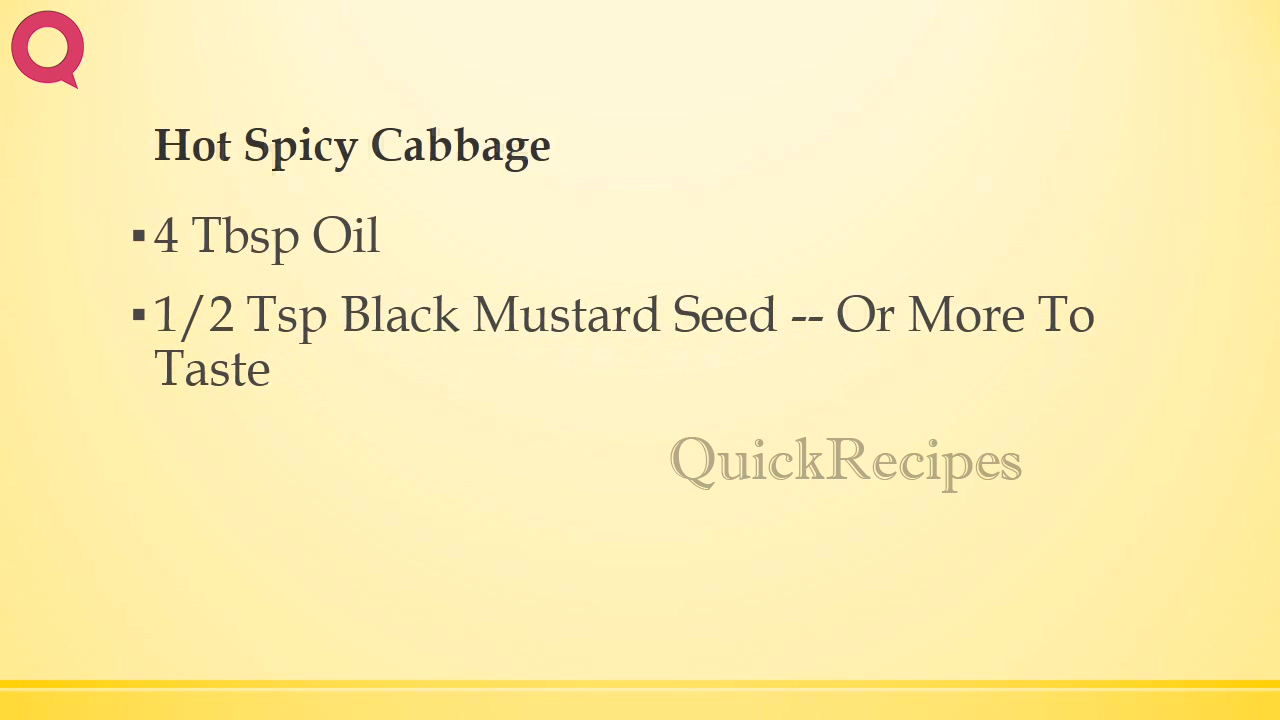 Hot Spicy Cabbage
▪ 4 Tbsp Oil
▪ 1/2 Tsp Black Mustard Seed -- Or More To
Taste
QuickRecipes